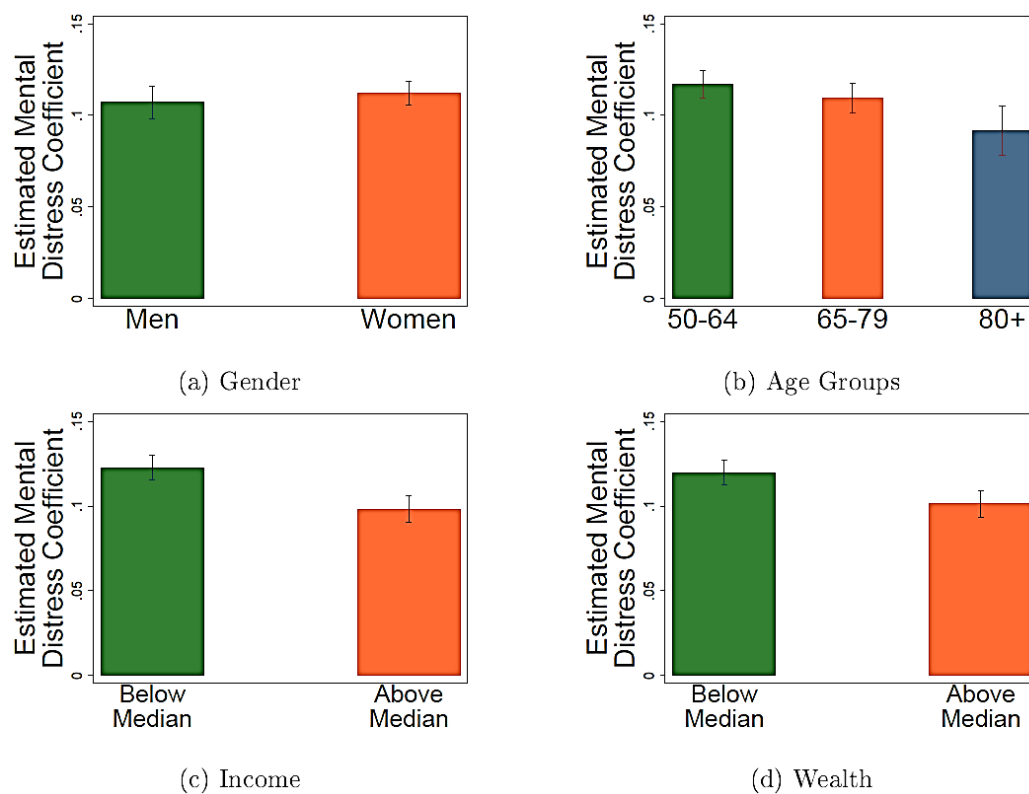 Estimated Mental
Distress Coefficient
.15
.1
.05
0
Men
Women
(a) Gender
Estimated Mental
Distress Coefficient
.15
.1
.05
0
50-64
65-79
80+
(b) Age Groups
Estimated Mental
Distress Coefficient
.15
.1
.05
0
Below
Median
Above
Median
(c) Income
Estimated Mental
Distress Coefficient
.15
.1
.05
0
Below
Median
Above
Median
(d) Wealth